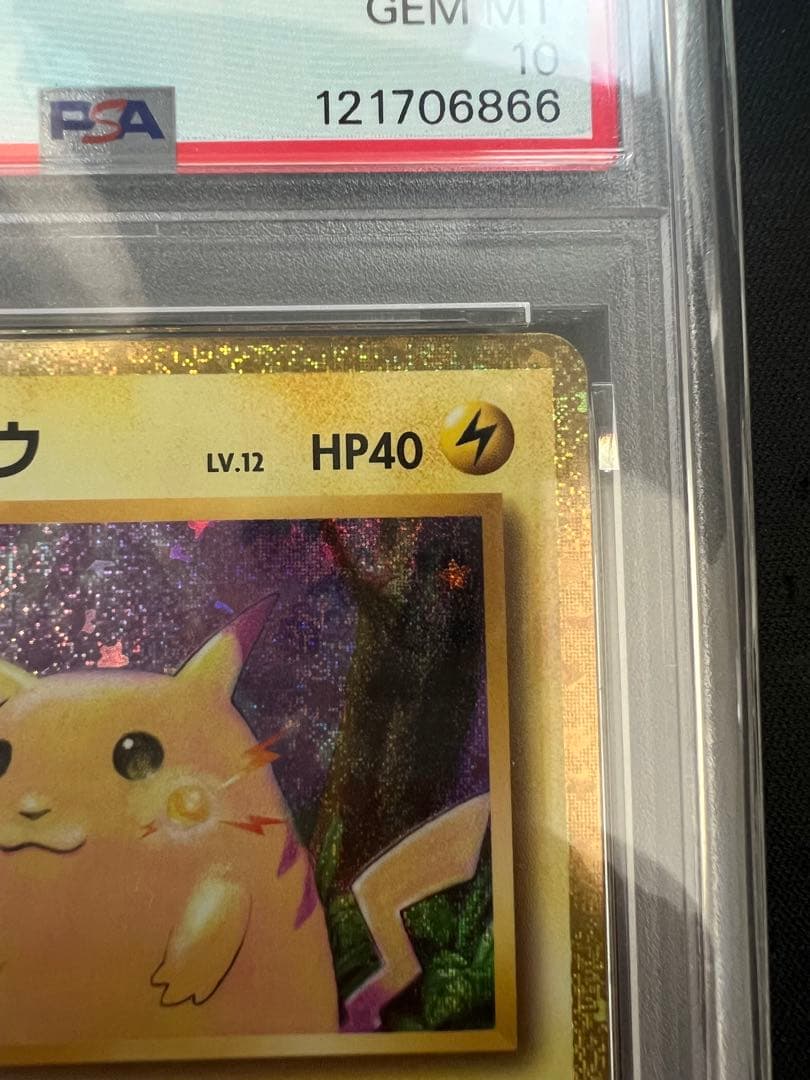 GEM MT
10
PSA
121706866
ウ LV.12 HP40